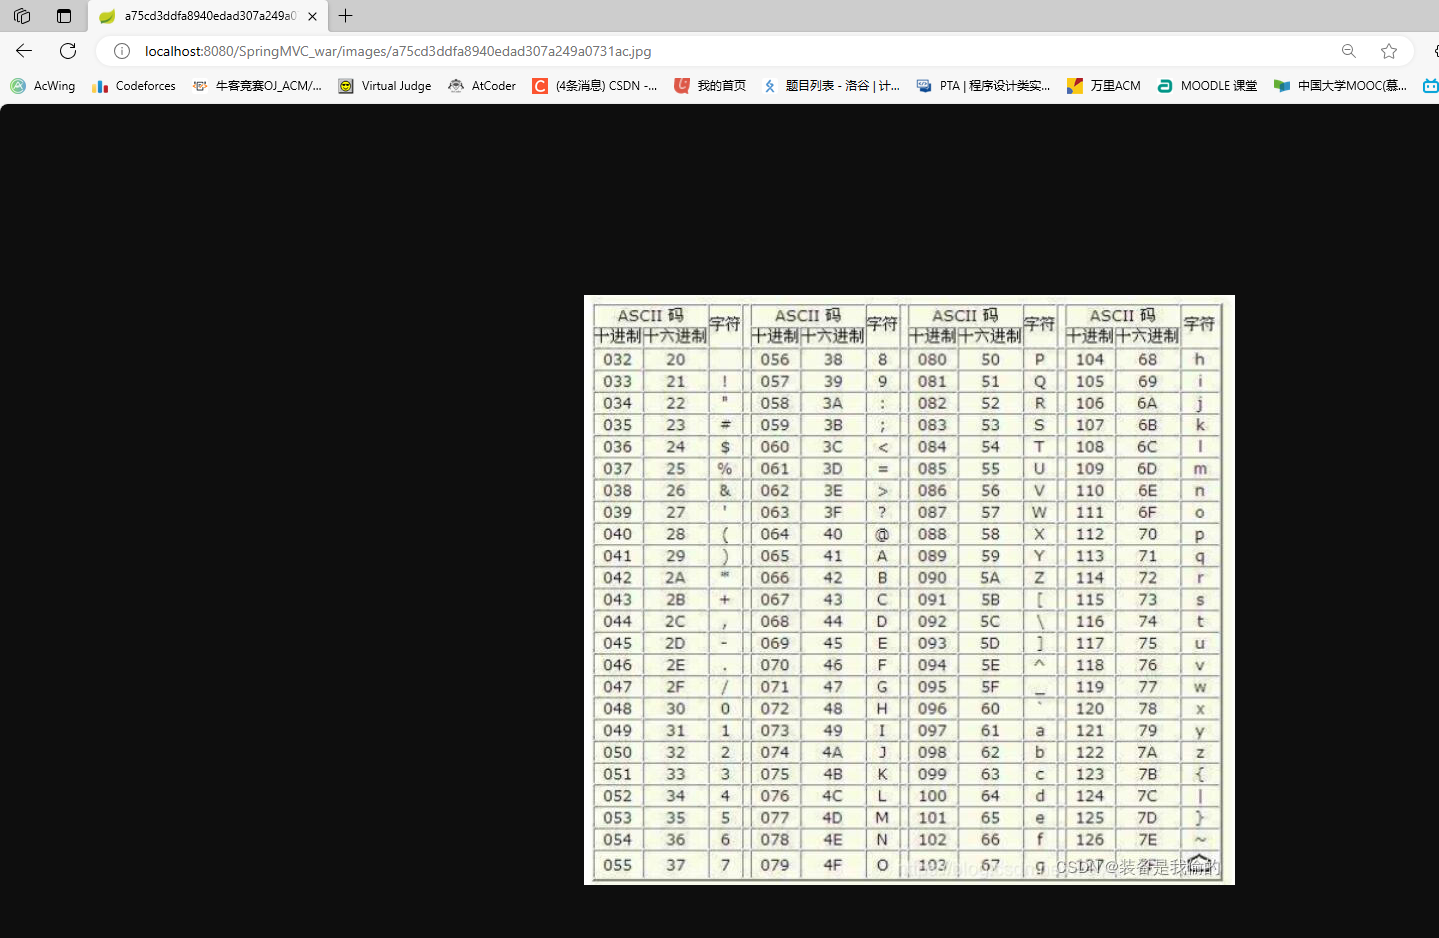 a75cd3ddfa8940edad307a249a0
localhost:8080/SpringMVC_war/images/a75cd3ddfa8940edad307a249a0731ac.jpg
AcWing Codeforces 牛客竞赛OJ_ACM/... Virtual Judge AtCoder (4条消息) CSDN -... 我的首页 题目列表 - 洛谷 | 计... PTA | 程序设计类实... 万里ACM MOODLE 课堂 中国大学MOOC(慕...
ASCII 码 字符 ASCII 码 字符 ASCII 码 字符 ASCII 码 字符
十进制 十六进制 十进制 十六进制 十进制 十六进制 十进制 十六进制
032 20 056 38 8 080 50 P 104 68 h
033 21 ! 057 39 9 081 51 Q 105 69 i
034 22 " 058 3A : 082 52 R 106 6A j
035 23 # 059 3B ; 083 53 S 107 6B k
036 24 $ 060 3C < 084 54 T 108 6C l
037 25 % 061 3D = 085 55 U 109 6D m
038 26 & 062 3E > 086 56 V 110 6E n
039 27 ' 063 3F ? 087 57 W 111 6F o
040 28 ( 064 40 @ 088 58 X 112 70 p
041 29 ) 065 41 A 089 59 Y 113 71 q
042 2A * 066 42 B 090 5A Z 114 72 r
043 2B + 067 43 C 091 5B [ 115 73 s
044 2C , 068 44 D 092 5C \ 116 74 t
045 2D - 069 45 E 093 5D ] 117 75 u
046 2E . 070 46 F 094 5E ^ 118 76 v
047 2F / 071 47 G 095 5F _ 119 77 w
048 30 0 072 48 H 096 60 ` 120 78 x
049 31 1 073 49 I 097 61 a 121 79 y
050 32 2 074 4A J 098 62 b 122 7A z
051 33 3 075 4B K 099 63 c 123 7B {
052 34 4 076 4C L 100 64 d 124 7C |
053 35 5 077 4D M 101 65 e 125 7D }
054 36 6 078 4E N 102 66 f 126 7E ~
055 37 7 079 4F O 103 67 g 127
CSDN @装备是我偷的